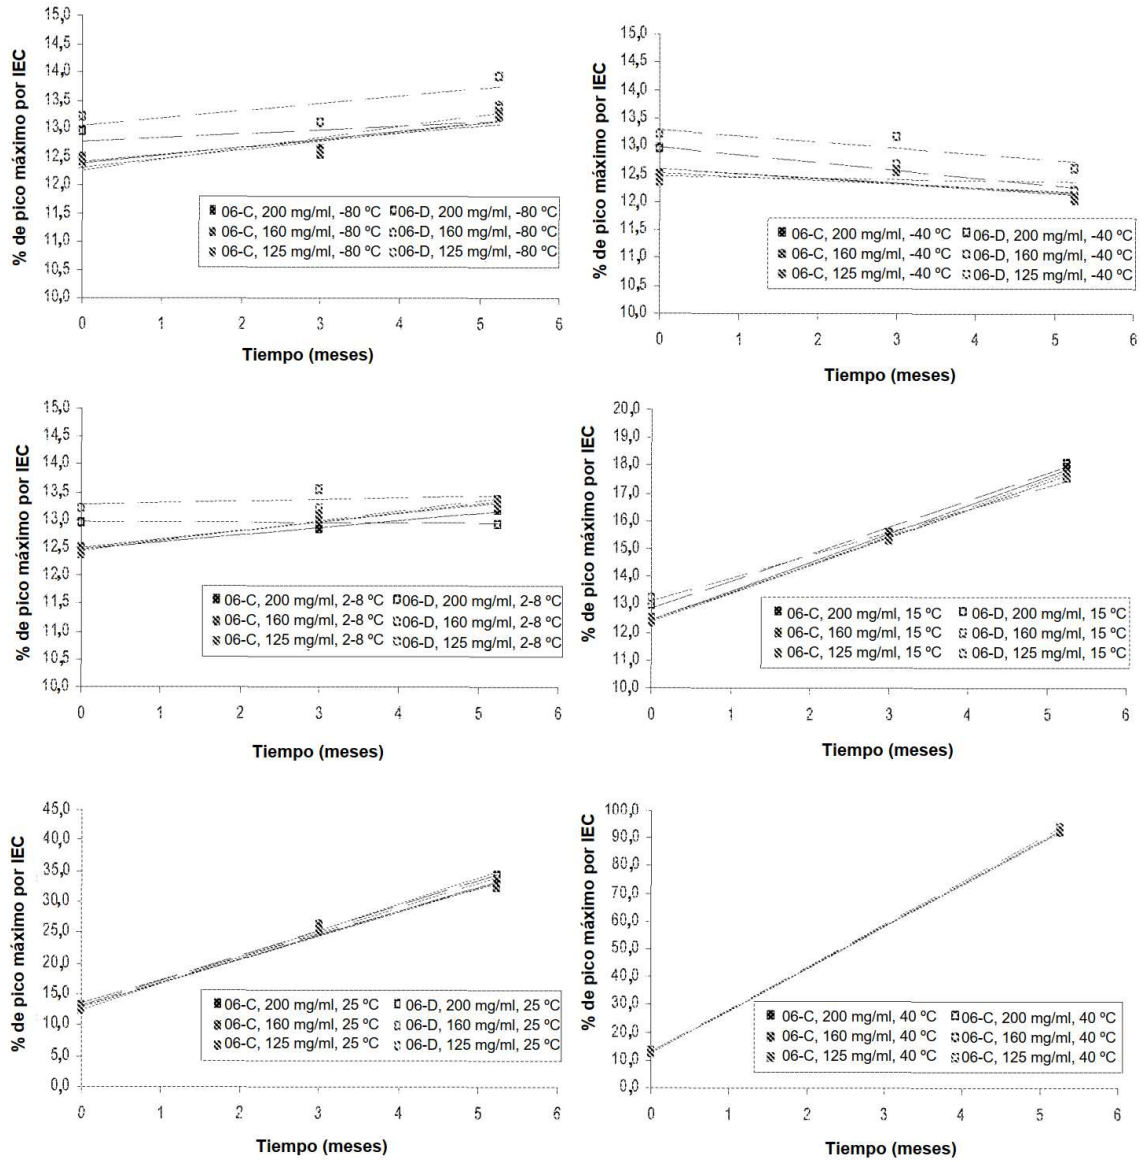 % de pico máximo por IEC
15,0
14,5
14,0
13,5
13,0
12,5
12,0
11,5
11,0
10,5
10,0
06-C, 200 mg/ml, -80 ºC 06-D, 200 mg/ml, -80 ºC
06-C, 160 mg/ml, -80 ºC 06-D, 160 mg/ml, -80 ºC
06-C, 125 mg/ml, -80 ºC 06-D, 125 mg/ml, -80 ºC
0 1 2 3 4 5 6
Tiempo (meses)
% de pico máximo por IEC
15,0
14,5
14,0
13,5
13,0
12,5
12,0
11,5
11,0
10,5
10,0
06-C, 200 mg/ml, -40 ºC 06-D, 200 mg/ml, -40 ºC
06-C, 160 mg/ml, -40 ºC 06-D, 160 mg/ml, -40 ºC
06-C, 125 mg/ml, -40 ºC 06-D, 125 mg/ml, -40 ºC
0 1 2 3 4 5 6
Tiempo (meses)
% de pico máximo por IEC
15,0
14,5
14,0
13,5
13,0
12,5
12,0
11,5
11,0
10,5
10,0
06-C, 200 mg/ml, 2-8 ºC 06-D, 200 mg/ml, 2-8 ºC
06-C, 160 mg/ml, 2-8 ºC 06-D, 160 mg/ml, 2-8 ºC
06-C, 125 mg/ml, 2-8 ºC 06-D, 125 mg/ml, 2-8 ºC
0 1 2 3 4 5 6
Tiempo (meses)
% de pico máximo por IEC
20,0
19,0
18,0
17,0
16,0
15,0
14,0
13,0
12,0
11,0
10,0
06-C, 200 mg/ml, 15 ºC 06-D, 200 mg/ml, 15 ºC
06-C, 160 mg/ml, 15 ºC 06-D, 160 mg/ml, 15 ºC
06-C, 125 mg/ml, 15 ºC 06-D, 125 mg/ml, 15 ºC
0 1 2 3 4 5 6
Tiempo (meses)
% de pico máximo por IEC
45,0
40,0
35,0
30,0
25,0
20,0
15,0
10,0
5,0
0,0
06-C, 200 mg/ml, 25 ºC 06-D, 200 mg/ml, 25 ºC
06-C, 160 mg/ml, 25 ºC 06-D, 160 mg/ml, 25 ºC
06-C, 125 mg/ml, 25 ºC 06-D, 125 mg/ml, 25 ºC
0 1 2 3 4 5 6
Tiempo (meses)
% de pico máximo por IEC
100,0
90,0
80,0
70,0
60,0
50,0
40,0
30,0
20,0
10,0
0,0
06-C, 200 mg/ml, 40 ºC 06-C, 200 mg/ml, 40 ºC
06-C, 160 mg/ml, 40 ºC 06-C, 160 mg/ml, 40 ºC
06-C, 125 mg/ml, 40 ºC 06-C, 125 mg/ml, 40 ºC
0 1 2 3 4 5 6
Tiempo (meses)